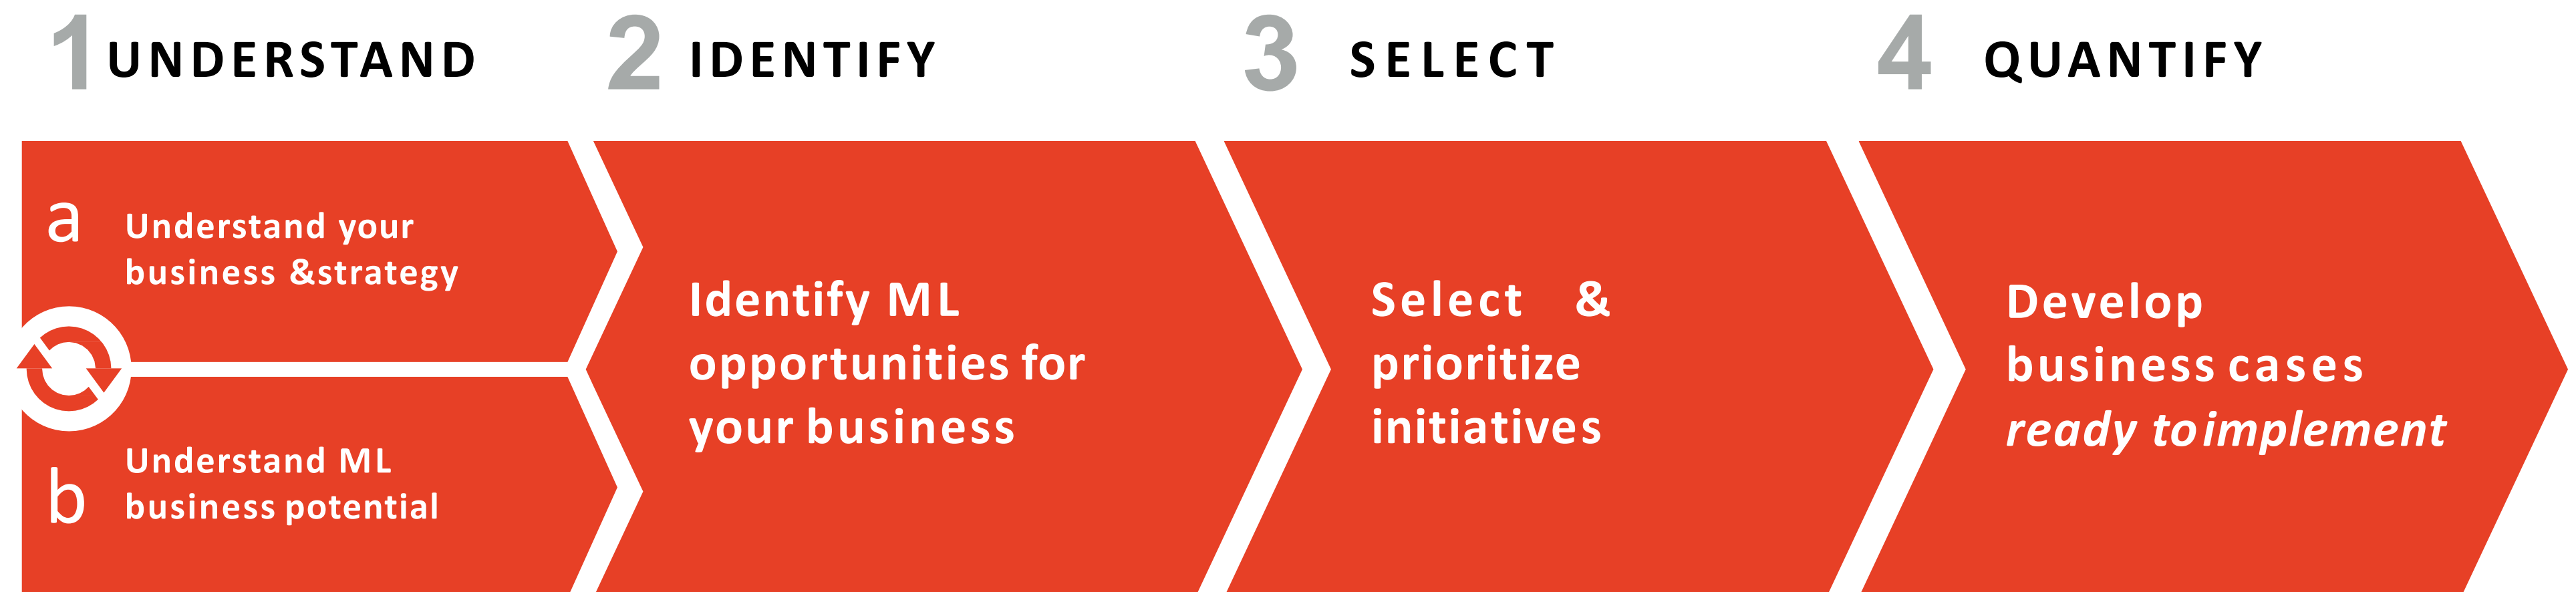 1 UNDERSTAND
2 IDENTIFY
3 SELECT
4 QUANTIFY
a
Understand your
business &strategy
b
Understand ML
business potential
Identify ML
opportunities for
your business
Select &
prioritize
initiatives
Develop
business cases
ready to implement